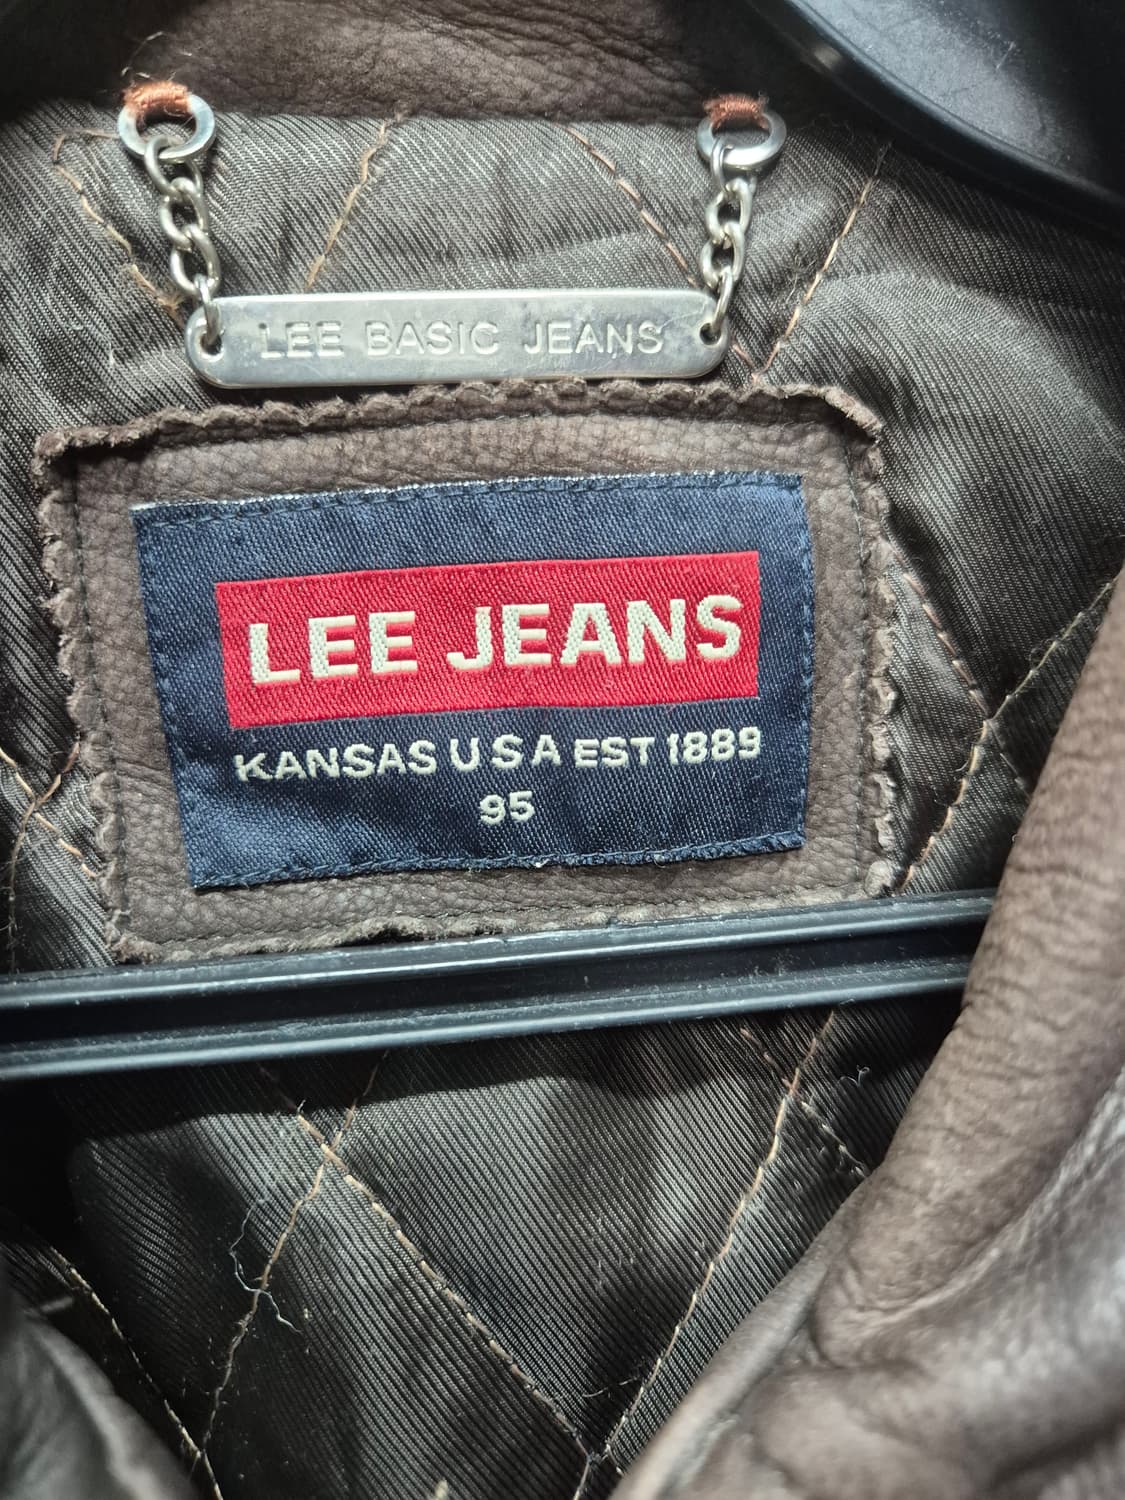 LEE BASIC JEANS
LEE JEANS
KANSAS U S A EST 1889
95